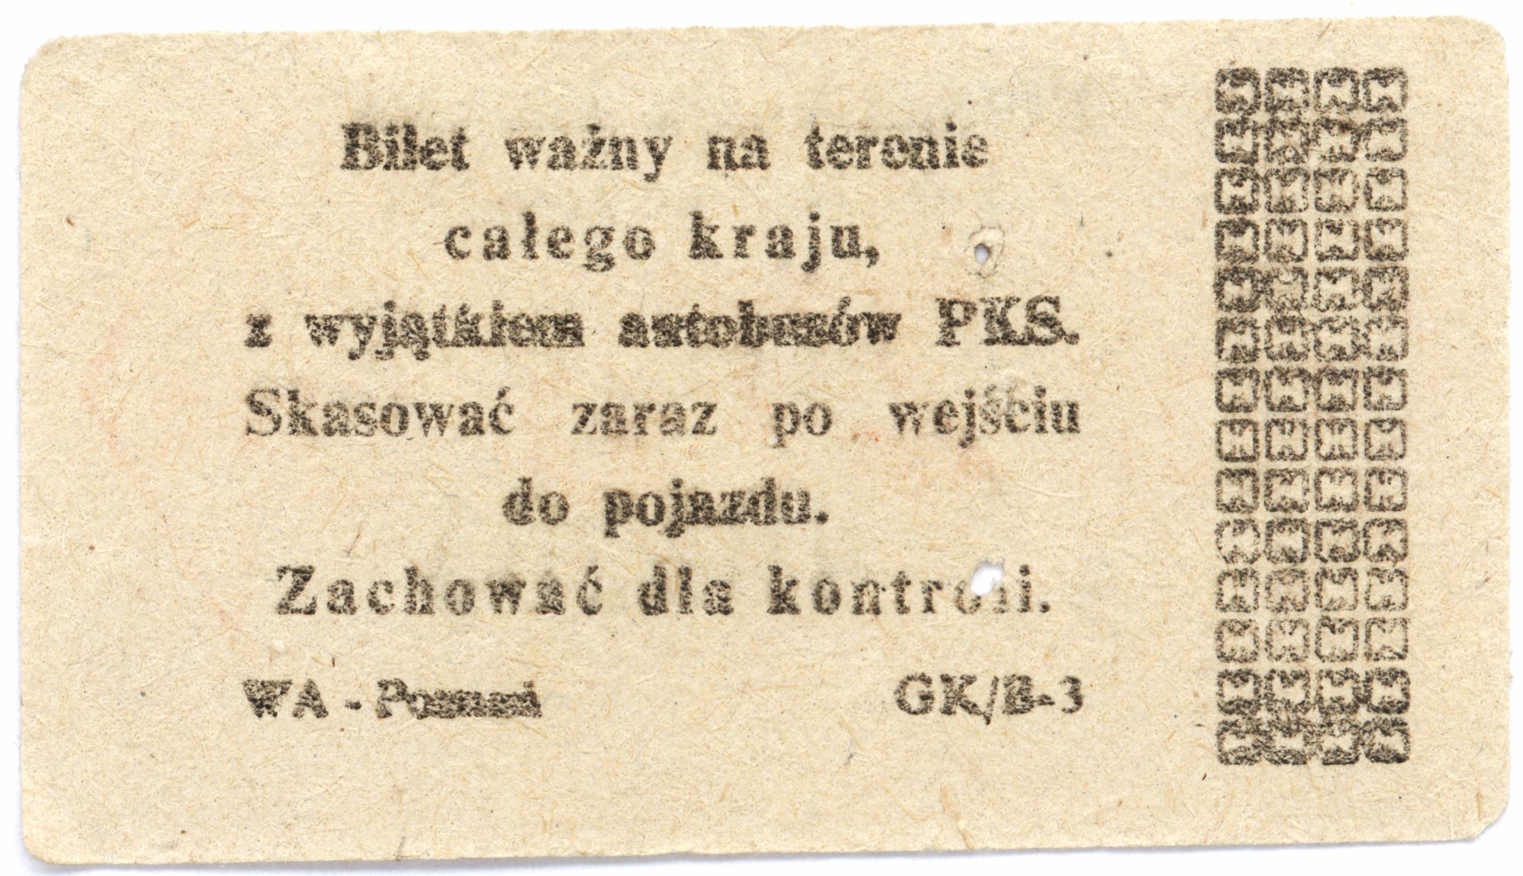 Bilet ważny na terenie
całego kraju,
z wyjątkiem autobusów PKS.
Skasować zaraz po wejściu
do pojazdu.
Zachować dla kontroli.
WA - Poznań GK/B-3